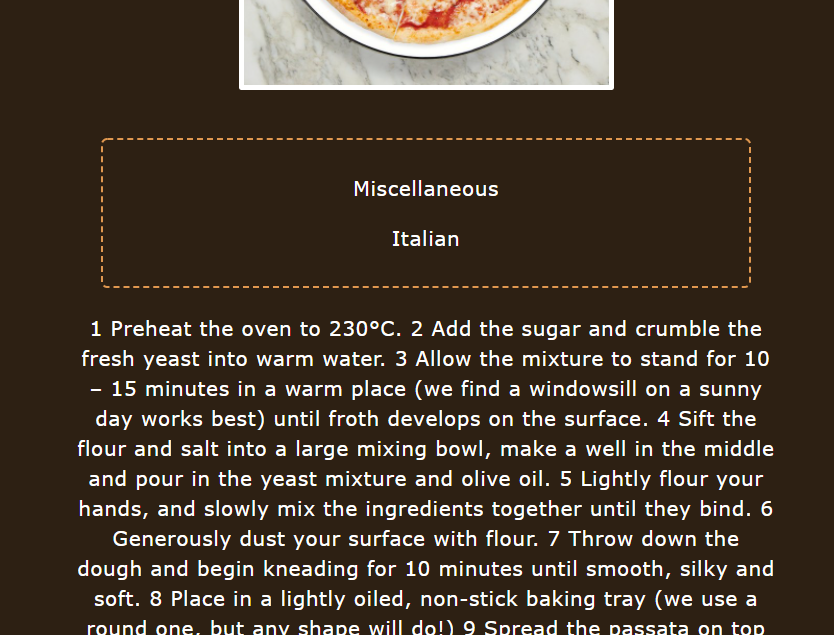 Miscellaneous
Italian
1 Preheat the oven to 230°C. 2 Add the sugar and crumble the
fresh yeast into warm water. 3 Allow the mixture to stand for 10
– 15 minutes in a warm place (we find a windowsill on a sunny
day works best) until froth develops on the surface. 4 Sift the
flour and salt into a large mixing bowl, make a well in the middle
and pour in the yeast mixture and olive oil. 5 Lightly flour your
hands, and slowly mix the ingredients together until they bind. 6
Generously dust your surface with flour. 7 Throw down the
dough and begin kneading for 10 minutes until smooth, silky and
soft. 8 Place in a lightly oiled, non-stick baking tray (we use a
round one, but any shape will do!) 9 Spread the passata on top